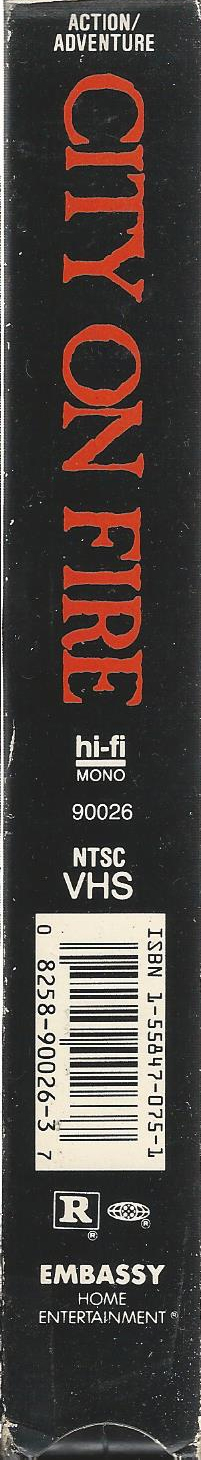 ACTION/
ADVENTURE
CITY ON FIRE
hi-fi
MONO
90026
NTSC
VHS
ISBN 1-55847-075-1
0 8258-90026-3 7
R®
®
EMBASSY
HOME
ENTERTAINMENT®